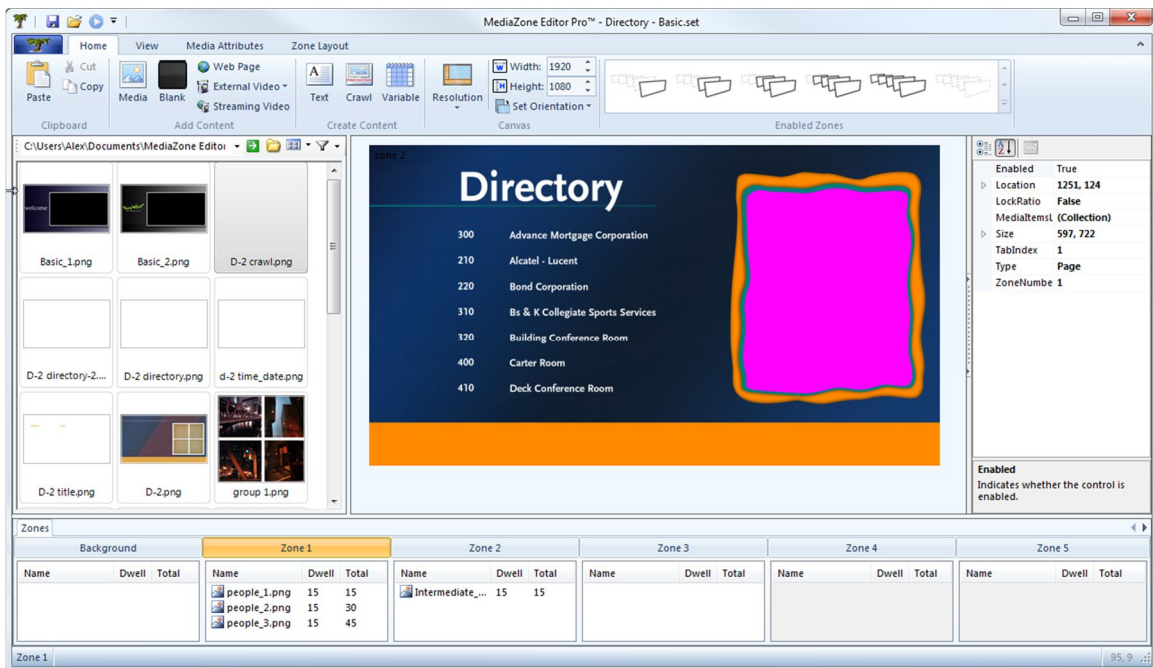 MediaZone Editor Pro™ - Directory - Basic.set
Home View Media Attributes Zone Layout
Paste
Cut
Copy
Clipboard
Media
Blank
Web Page
External Video
Streaming Video
Add Content
Text
Crawl
Variable
Create Content
Resolution
Width: 1920
Height: 1080
Set Orientation
Canvas
Enabled Zones
C:\Users\Alex\Documents\MediaZone Editor
Basic_1.png
Basic_2.png
D-2 crawl.png
D-2 directory-2....
D-2 directory.png
d-2 time_date.png
D-2 title.png
D-2.png
group 1.png
welcome
zone 2
Directory
300 Advance Mortgage Corporation
210 Alcatel - Lucent
220 Bond Corporation
310 Bs & K Collegiate Sports Services
320 Building Conference Room
400 Carter Room
410 Deck Conference Room
Enabled True
Location 1251, 124
LockRatio False
MediaItemsL (Collection)
Size 597, 722
TabIndex 1
Type Page
ZoneNumbe 1
Enabled
Indicates whether the control is
enabled.
Zones
Background Zone 1 Zone 2 Zone 3 Zone 4 Zone 5
Name Dwell Total Name Dwell Total Name Dwell Total Name Dwell Total Name Dwell Total Name Dwell Total
people_1.png 15 15 Intermediate_... 15 15
people_2.png 15 30
people_3.png 15 45
Zone 1 95, 9